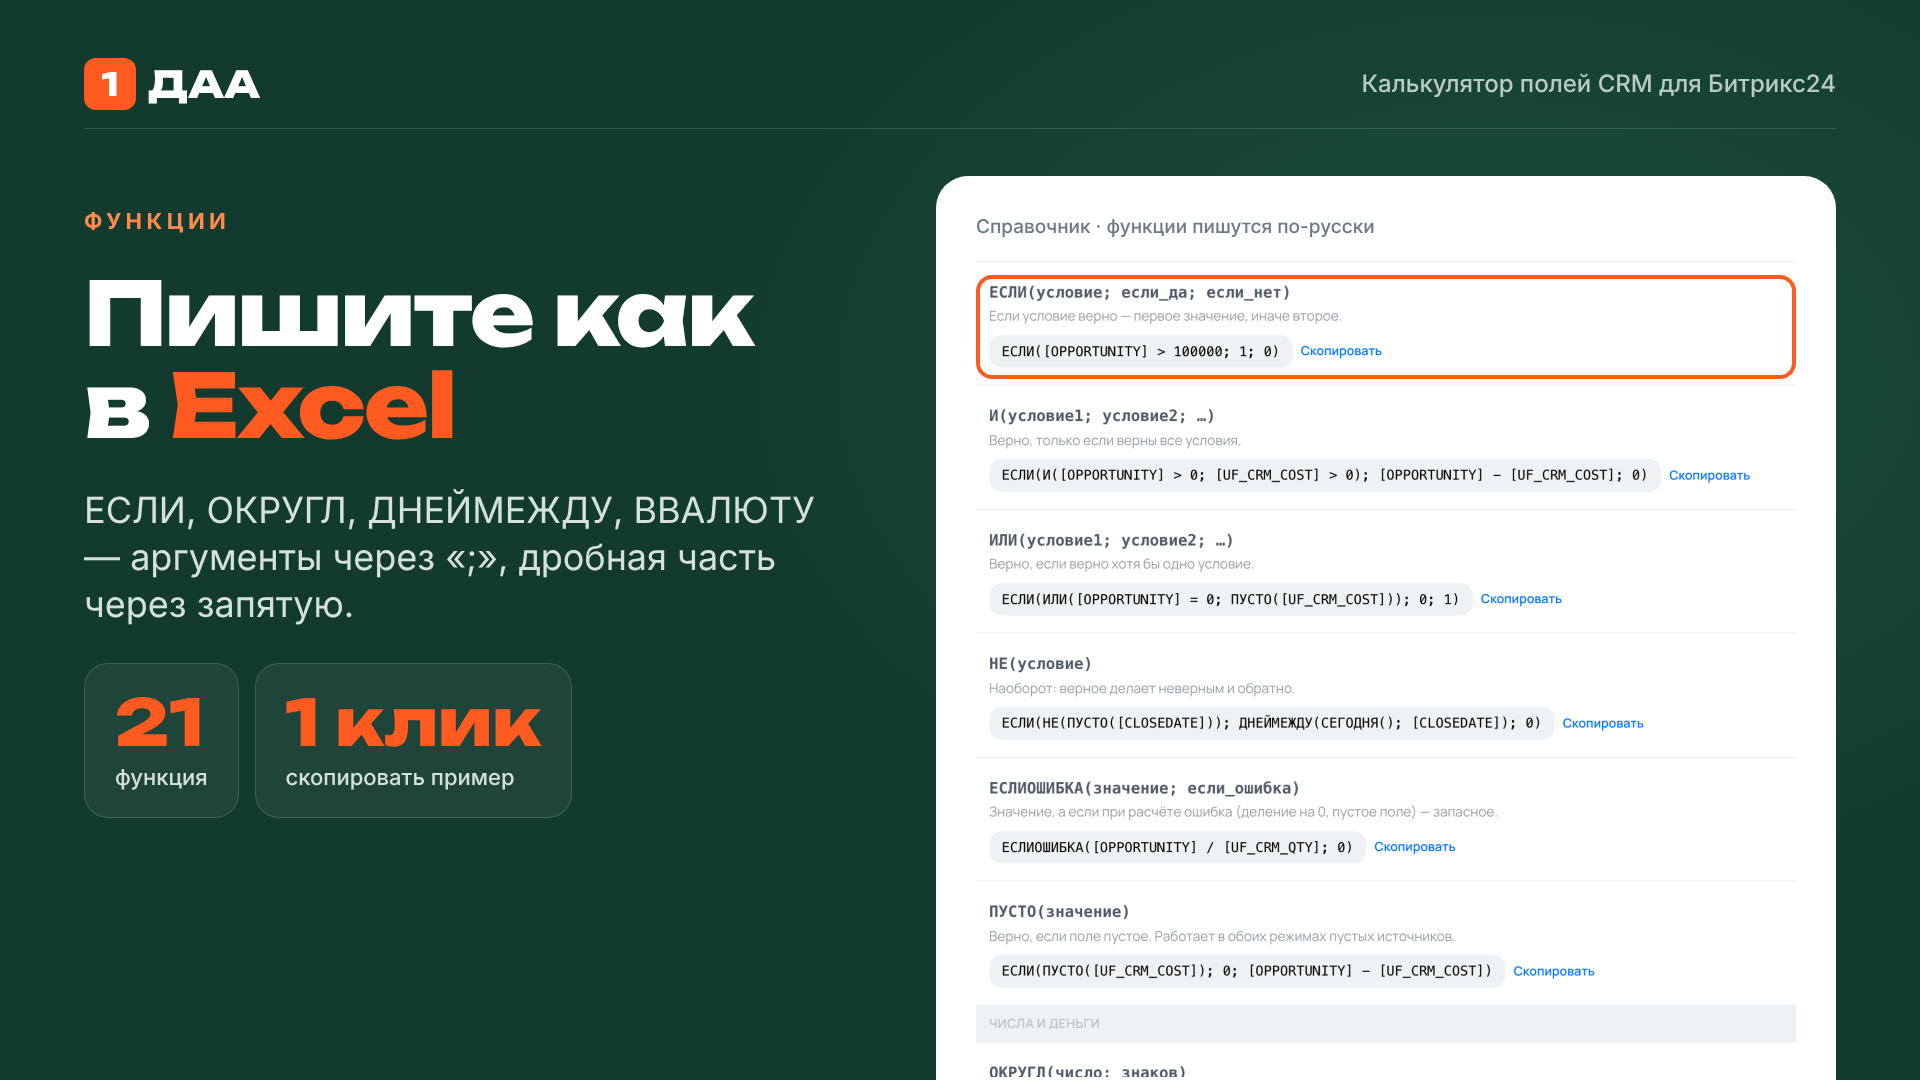 1 ДАА
Калькулятор полей CRM для Битрикс24
ФУНКЦИИ
Пишите как
в Excel
ЕСЛИ, ОКРУГЛ, ДНЕЙМЕЖДУ, ВВАЛЮТУ
— аргументы через «;», дробная часть
через запятую.
21
функция
1 клик
скопировать пример
Справочник · функции пишутся по-русски
ЕСЛИ(условие; если_да; если_нет)
Если условие верно — первое значение, иначе второе.
ЕСЛИ([OPPORTUNITY] > 100000; 1; 0) Скопировать
И(условие1; условие2; …)
Верно, только если верны все условия.
ЕСЛИ(И([OPPORTUNITY] > 0; [UF_CRM_COST] > 0); [OPPORTUNITY] − [UF_CRM_COST]; 0) Скопировать
ИЛИ(условие1; условие2; …)
Верно, если верно хотя бы одно условие.
ЕСЛИ(ИЛИ([OPPORTUNITY] = 0; ПУСТО([UF_CRM_COST])); 0; 1) Скопировать
НЕ(условие)
Наоборот: верное делает неверным и обратно.
ЕСЛИ(НЕ(ПУСТО([CLOSEDATE])); ДНЕЙМЕЖДУ(СЕГОДНЯ(); [CLOSEDATE]); 0) Скопировать
ЕСЛИОШИБКА(значение; если_ошибка)
Значение, а если при расчёте ошибка (деление на 0, пустое поле) — запасное.
ЕСЛИОШИБКА([OPPORTUNITY] / [UF_CRM_QTY]; 0) Скопировать
ПУСТО(значение)
Верно, если поле пустое. Работает в обоих режимах пустых источников.
ЕСЛИ(ПУСТО([UF_CRM_COST]); 0; [OPPORTUNITY] − [UF_CRM_COST]) Скопировать
ЧИСЛА И ДЕНЬГИ
ОКРУГЛ(число; знаков)